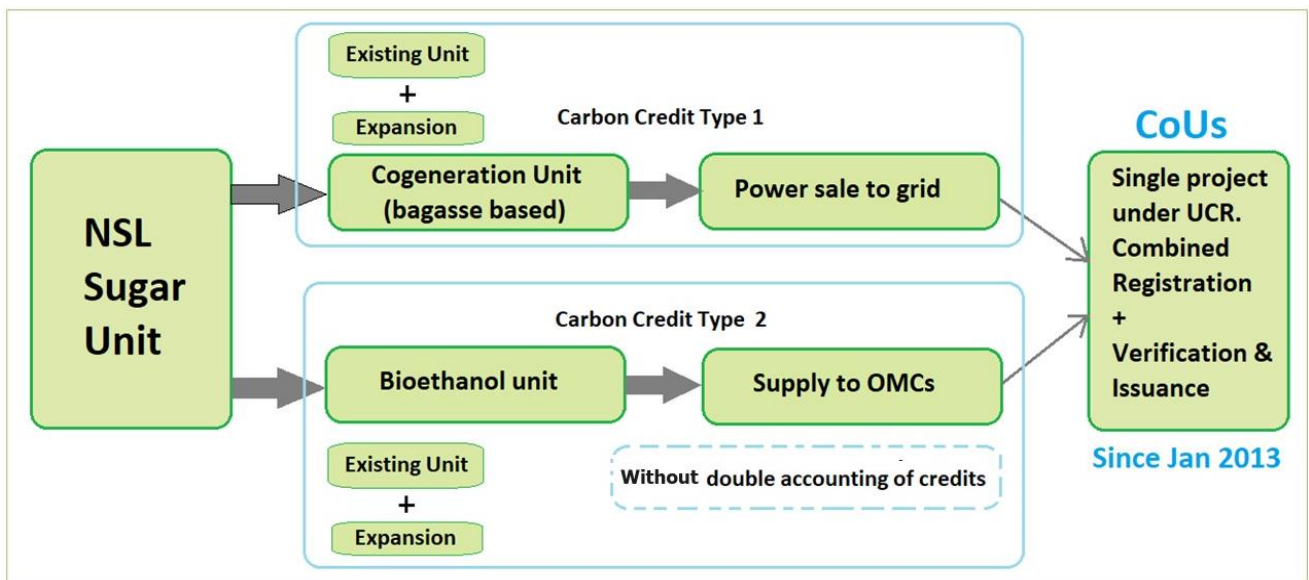 NSL
Sugar
Unit
Existing Unit
+
Expansion
Carbon Credit Type 1
Cogeneration Unit
(bagasse based)
Power sale to grid
Carbon Credit Type 2
Bioethanol unit
Supply to OMCs
Existing Unit
+
Expansion
Without double accounting of credits
CoUs
Single project
under UCR.
Combined
Registration
+
Verification &
Issuance
Since Jan 2013